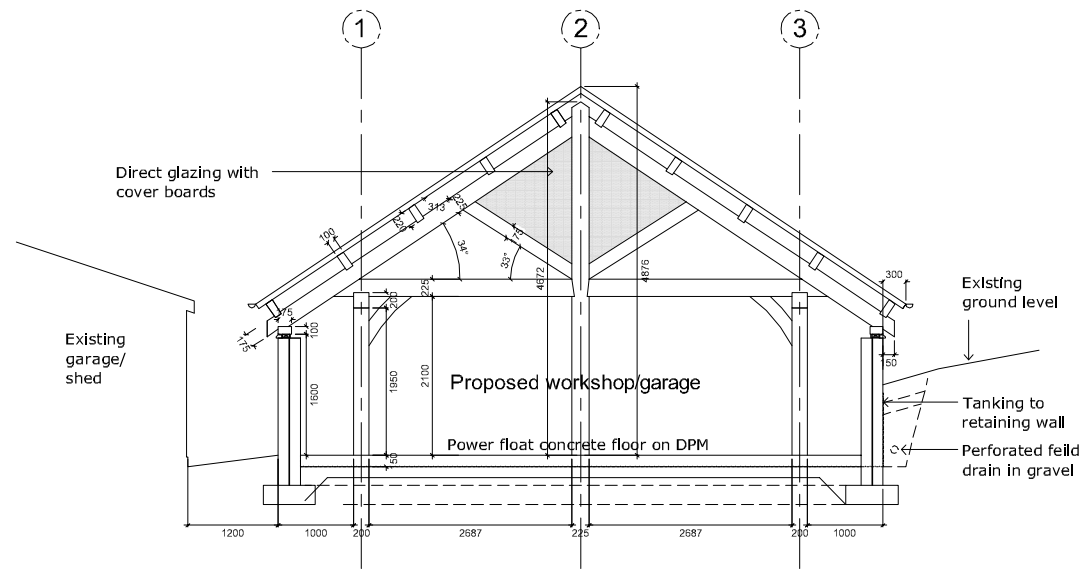 1
2
3
Direct glazing with
cover boards
313
225
220
100
34°
175
33°
4672
4876
300
225
200
Existing
ground level
75
100
175
150
Existing
garage/
shed
1600
1950
2100
Proposed workshop/garage
Tanking to
retaining wall
Power float concrete floor on DPM
150
Perforated feild
drain in gravel
1200
1000
200
2687
225
2687
200
1000